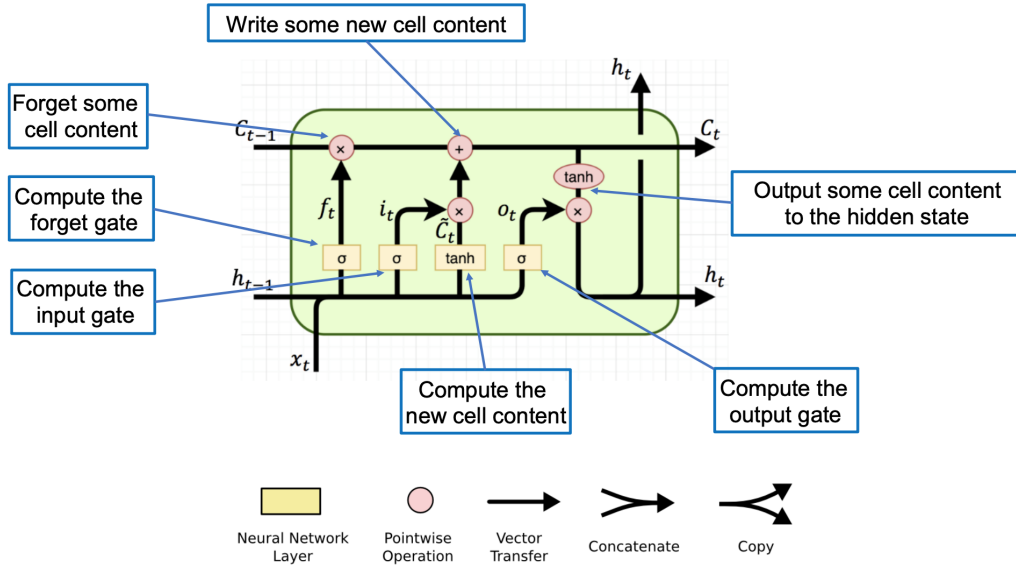 Write some new cell content
Forget some
cell content
Compute the
forget gate
Compute the
input gate
Output some cell content
to the hidden state
Compute the
new cell content
Compute the
output gate
h_t
C_{t-1}
C_t
× +
tanh
f_t i_t × o_t ×
C̃_t
σ σ tanh σ
h_{t-1}
h_t
x_t
Neural Network
Layer
Pointwise
Operation
Vector
Transfer
Concatenate
Copy